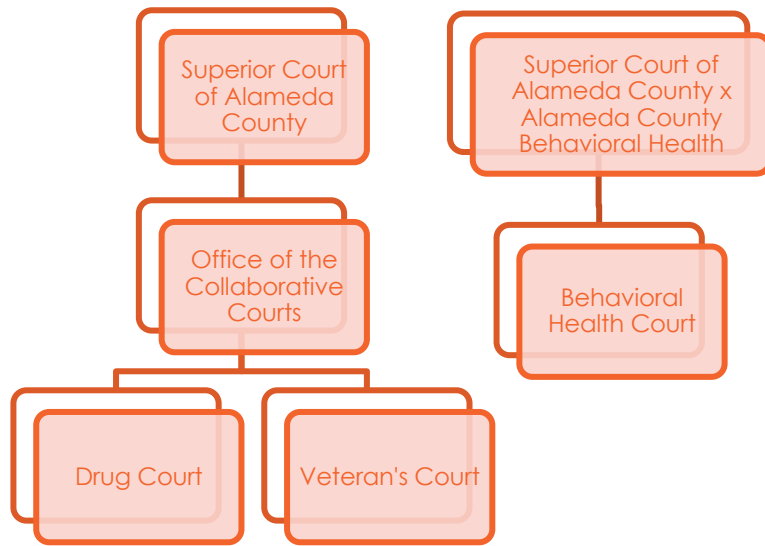 Superior Court
of Alameda
County
Office of the
Collaborative
Courts
Drug Court
Veteran's Court
Superior Court of
Alameda County x
Alameda County
Behavioral Health
Behavioral
Health Court